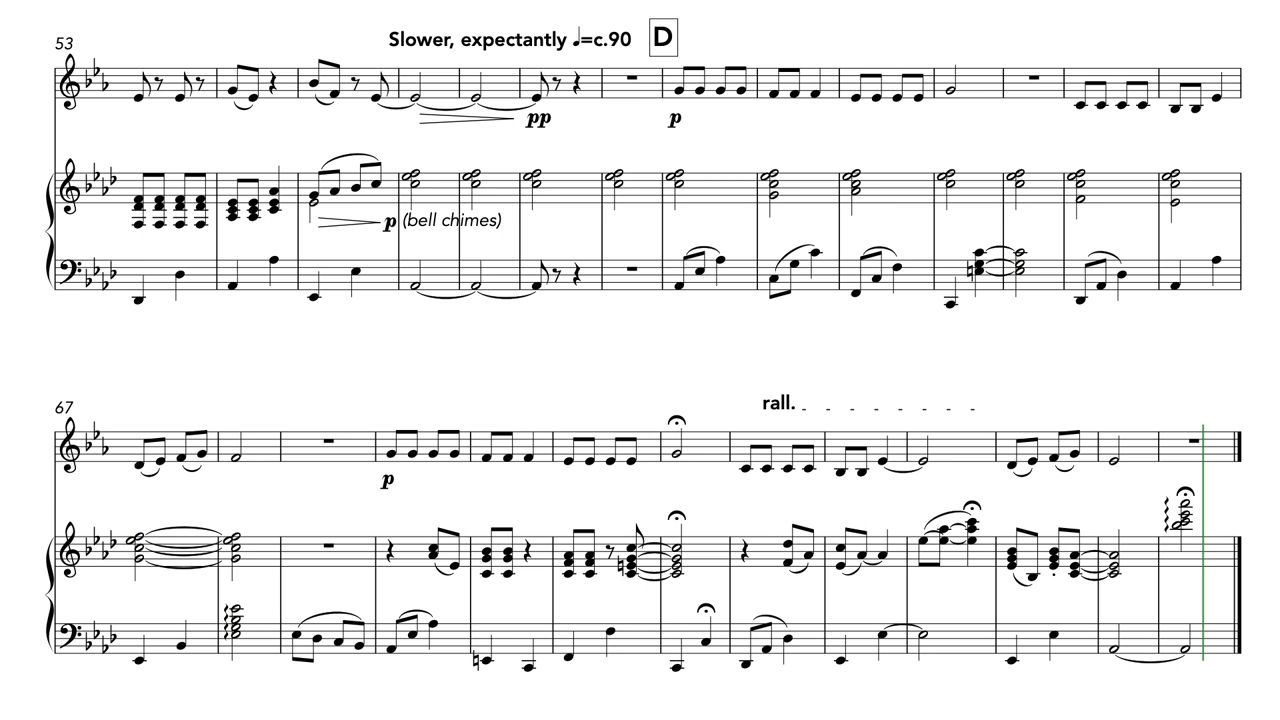 53
Slower, expectantly ♩=c.90 D
pp
p
p (bell chimes)
67
rall.
p